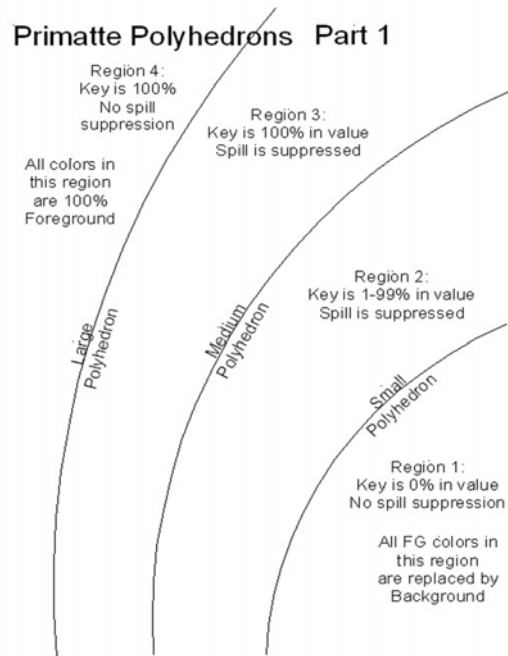 Primatte Polyhedrons Part 1
Region 4:
Key is 100%
No spill
suppression
All colors in
this region
are 100%
Foreground
Region 3:
Key is 100% in value
Spill is suppressed
Region 2:
Key is 1-99% in value
Spill is suppressed
Large
Polyhedron
Medium
Polyhedron
Small
Polyhedron
Region 1:
Key is 0% in value
No spill suppression
All FG colors in
this region
are replaced by
Background